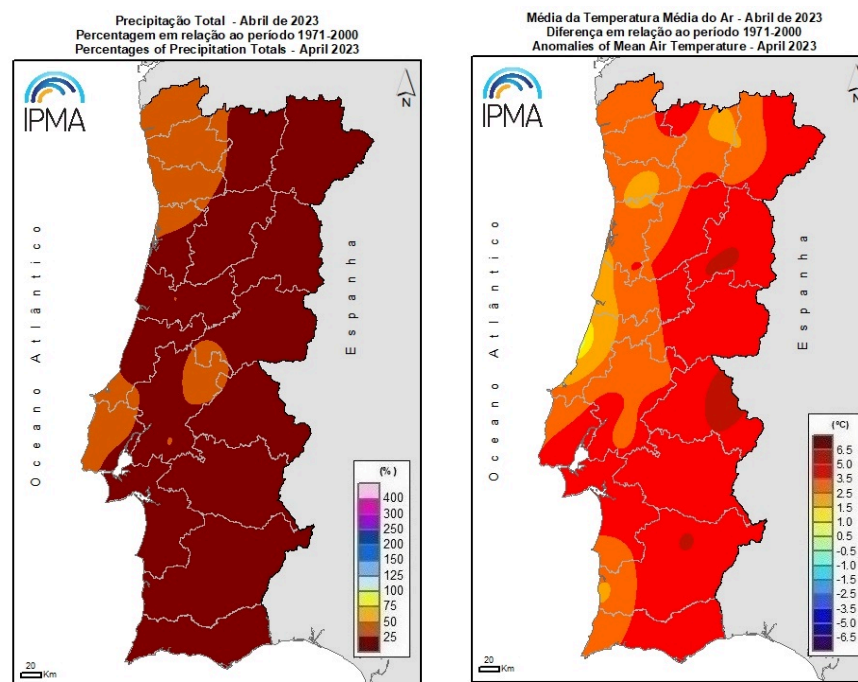 Precipitação Total - Abril de 2023
Percentagem em relação ao período 1971-2000
Percentages of Precipitation Totals - April 2023
IPMA
N
Oceano Atlântico
Espanha
(%)
400
300
250
200
150
125
100
75
50
25
20
Km
Média da Temperatura Média do Ar - Abril de 2023
Diferença em relação ao período 1971-2000
Anomalies of Mean Air Temperature - April 2023
IPMA
N
Oceano Atlântico
Espanha
(ºC)
6.5
5.0
3.5
2.5
1.5
1.0
0.5
-0.5
-1.0
-1.5
-2.5
-3.5
-5.0
-6.5
20
Km